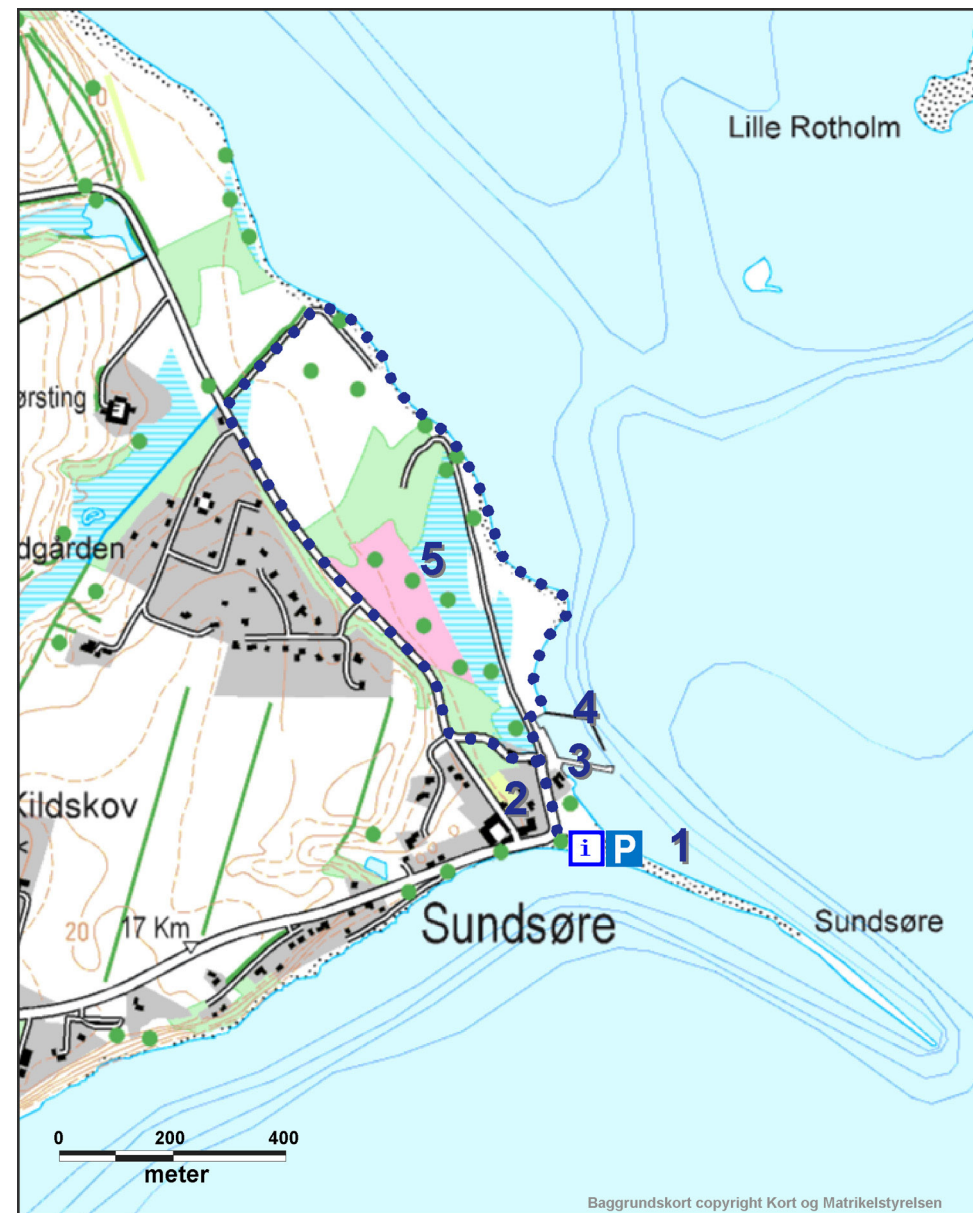 Lille Rotholm
ørsting
dgården
5
4
3
Kildskov
2
i P
1
20
17 Km
Sundsøre
Sundsøre
0 200 400
meter
Baggrundskort copyright Kort og Matrikelstyrelsen